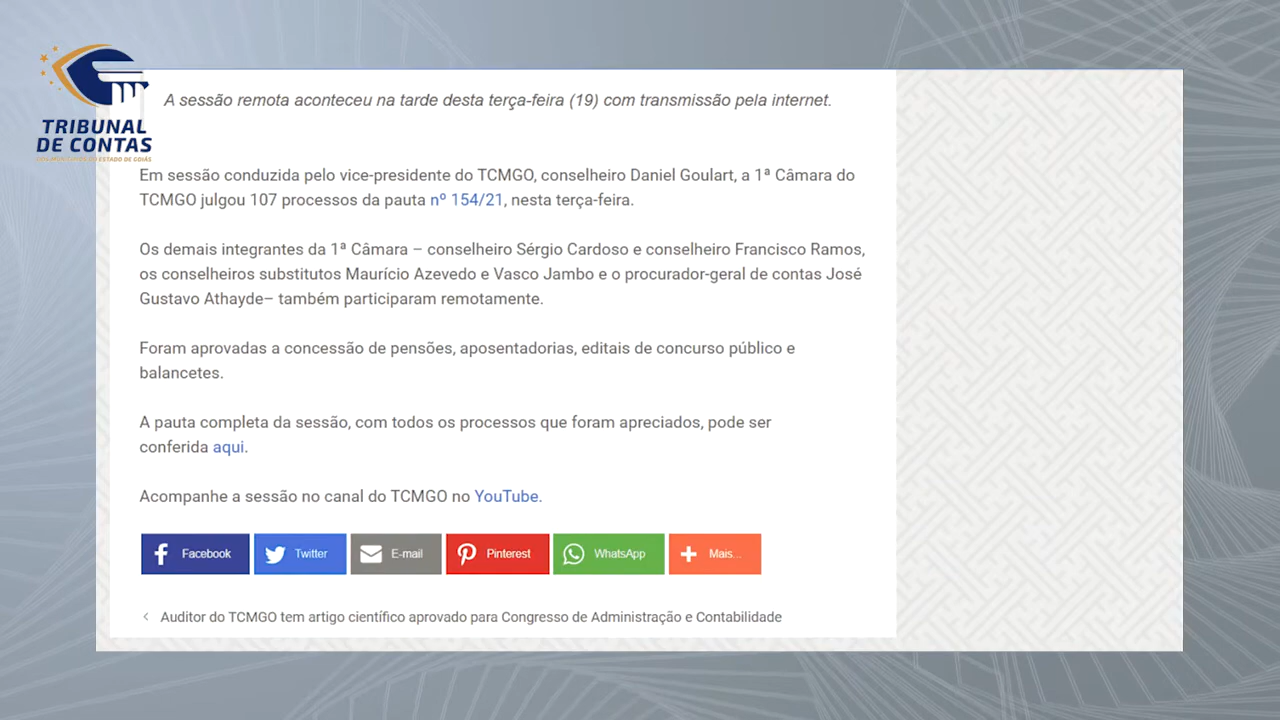 TRIBUNAL
DE CONTAS
DOS MUNICÍPIOS DO ESTADO DE GOIÁS
A sessão remota aconteceu na tarde desta terça-feira (19) com transmissão pela internet.
Em sessão conduzida pelo vice-presidente do TCMGO, conselheiro Daniel Goulart, a 1ª Câmara do
TCMGO julgou 107 processos da pauta nº 154/21, nesta terça-feira.
Os demais integrantes da 1ª Câmara – conselheiro Sérgio Cardoso e conselheiro Francisco Ramos,
os conselheiros substitutos Maurício Azevedo e Vasco Jambo e o procurador-geral de contas José
Gustavo Athayde– também participaram remotamente.
Foram aprovadas a concessão de pensões, aposentadorias, editais de concurso público e
balancetes.
A pauta completa da sessão, com todos os processos que foram apreciados, pode ser
conferida aqui.
Acompanhe a sessão no canal do TCMGO no YouTube.
Facebook Twitter E-mail Pinterest WhatsApp Mais...
Auditor do TCMGO tem artigo científico aprovado para Congresso de Administração e Contabilidade